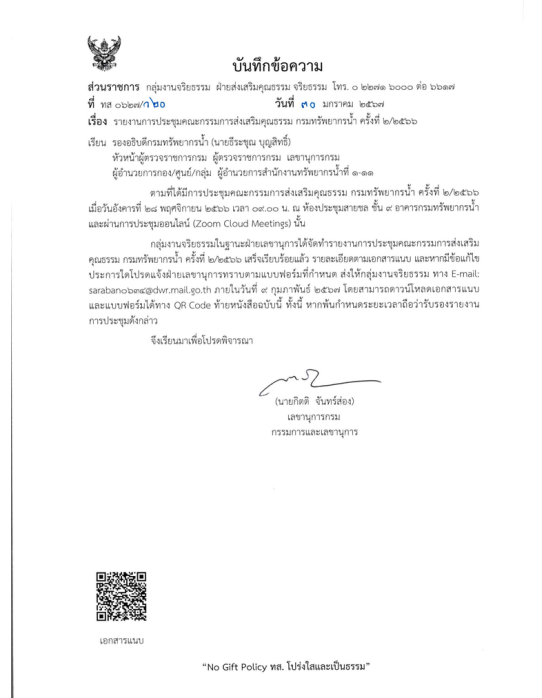 บันทึกข้อความ
ส่วนราชการ กลุ่มงานจริยธรรม ฝ่ายส่งเสริมคุณธรรม จริยธรรม โทร. ๐ ๒๒๗๑ ๖๐๐๐ ต่อ ๖๖๑๗
ที่ ทส ๐๖๒๗/๗๒๐ วันที่ ๓๐ มกราคม ๒๕๖๗
เรื่อง รายงานการประชุมคณะกรรมการส่งเสริมคุณธรรม กรมทรัพยากรน้ำ ครั้งที่ ๒/๒๕๖๖
เรียน รองอธิบดีกรมทรัพยากรน้ำ (นายธีระชุณ บุญสิทธิ์)
หัวหน้าผู้ตรวจราชการกรม ผู้ตรวจราชการกรม เลขานุการกรม
ผู้อำนวยการกอง/ศูนย์/กลุ่ม ผู้อำนวยการสำนักงานทรัพยากรน้ำที่ ๑-๑๑
ตามที่ได้มีการประชุมคณะกรรมการส่งเสริมคุณธรรม กรมทรัพยากรน้ำ ครั้งที่ ๒/๒๕๖๖
เมื่อวันอังคารที่ ๒๘ พฤศจิกายน ๒๕๖๖ เวลา ๐๙.๐๐ น. ณ ห้องประชุมสายชล ชั้น ๙ อาคารกรมทรัพยากรน้ำ
และผ่านการประชุมออนไลน์ (Zoom Cloud Meetings) นั้น
กลุ่มงานจริยธรรมในฐานะฝ่ายเลขานุการได้จัดทำรายงานการประชุมคณะกรรมการส่งเสริม
คุณธรรม กรมทรัพยากรน้ำ ครั้งที่ ๒/๒๕๖๖ เสร็จเรียบร้อยแล้ว รายละเอียดตามเอกสารแนบ และหากมีข้อแก้ไข
ประการใดโปรดแจ้งฝ่ายเลขานุการทราบตามแบบฟอร์มที่กำหนด ส่งให้กลุ่มงานจริยธรรม ทาง E-mail:
saraban๐๖๓๔@dwr.mail.go.th ภายในวันที่ ๙ กุมภาพันธ์ ๒๕๖๗ โดยสามารถดาวน์โหลดเอกสารแนบ
และแบบฟอร์มได้ทาง QR Code ท้ายหนังสือฉบับนี้ ทั้งนี้ หากพ้นกำหนดระยะเวลาถือว่ารับรองรายงาน
การประชุมดังกล่าว
จึงเรียนมาเพื่อโปรดพิจารณา
(นายกิตติ จันทร์ส่อง)
เลขานุการกรม
กรรมการและเลขานุการ
เอกสารแนบ
"No Gift Policy ทส. โปร่งใสและเป็นธรรม"